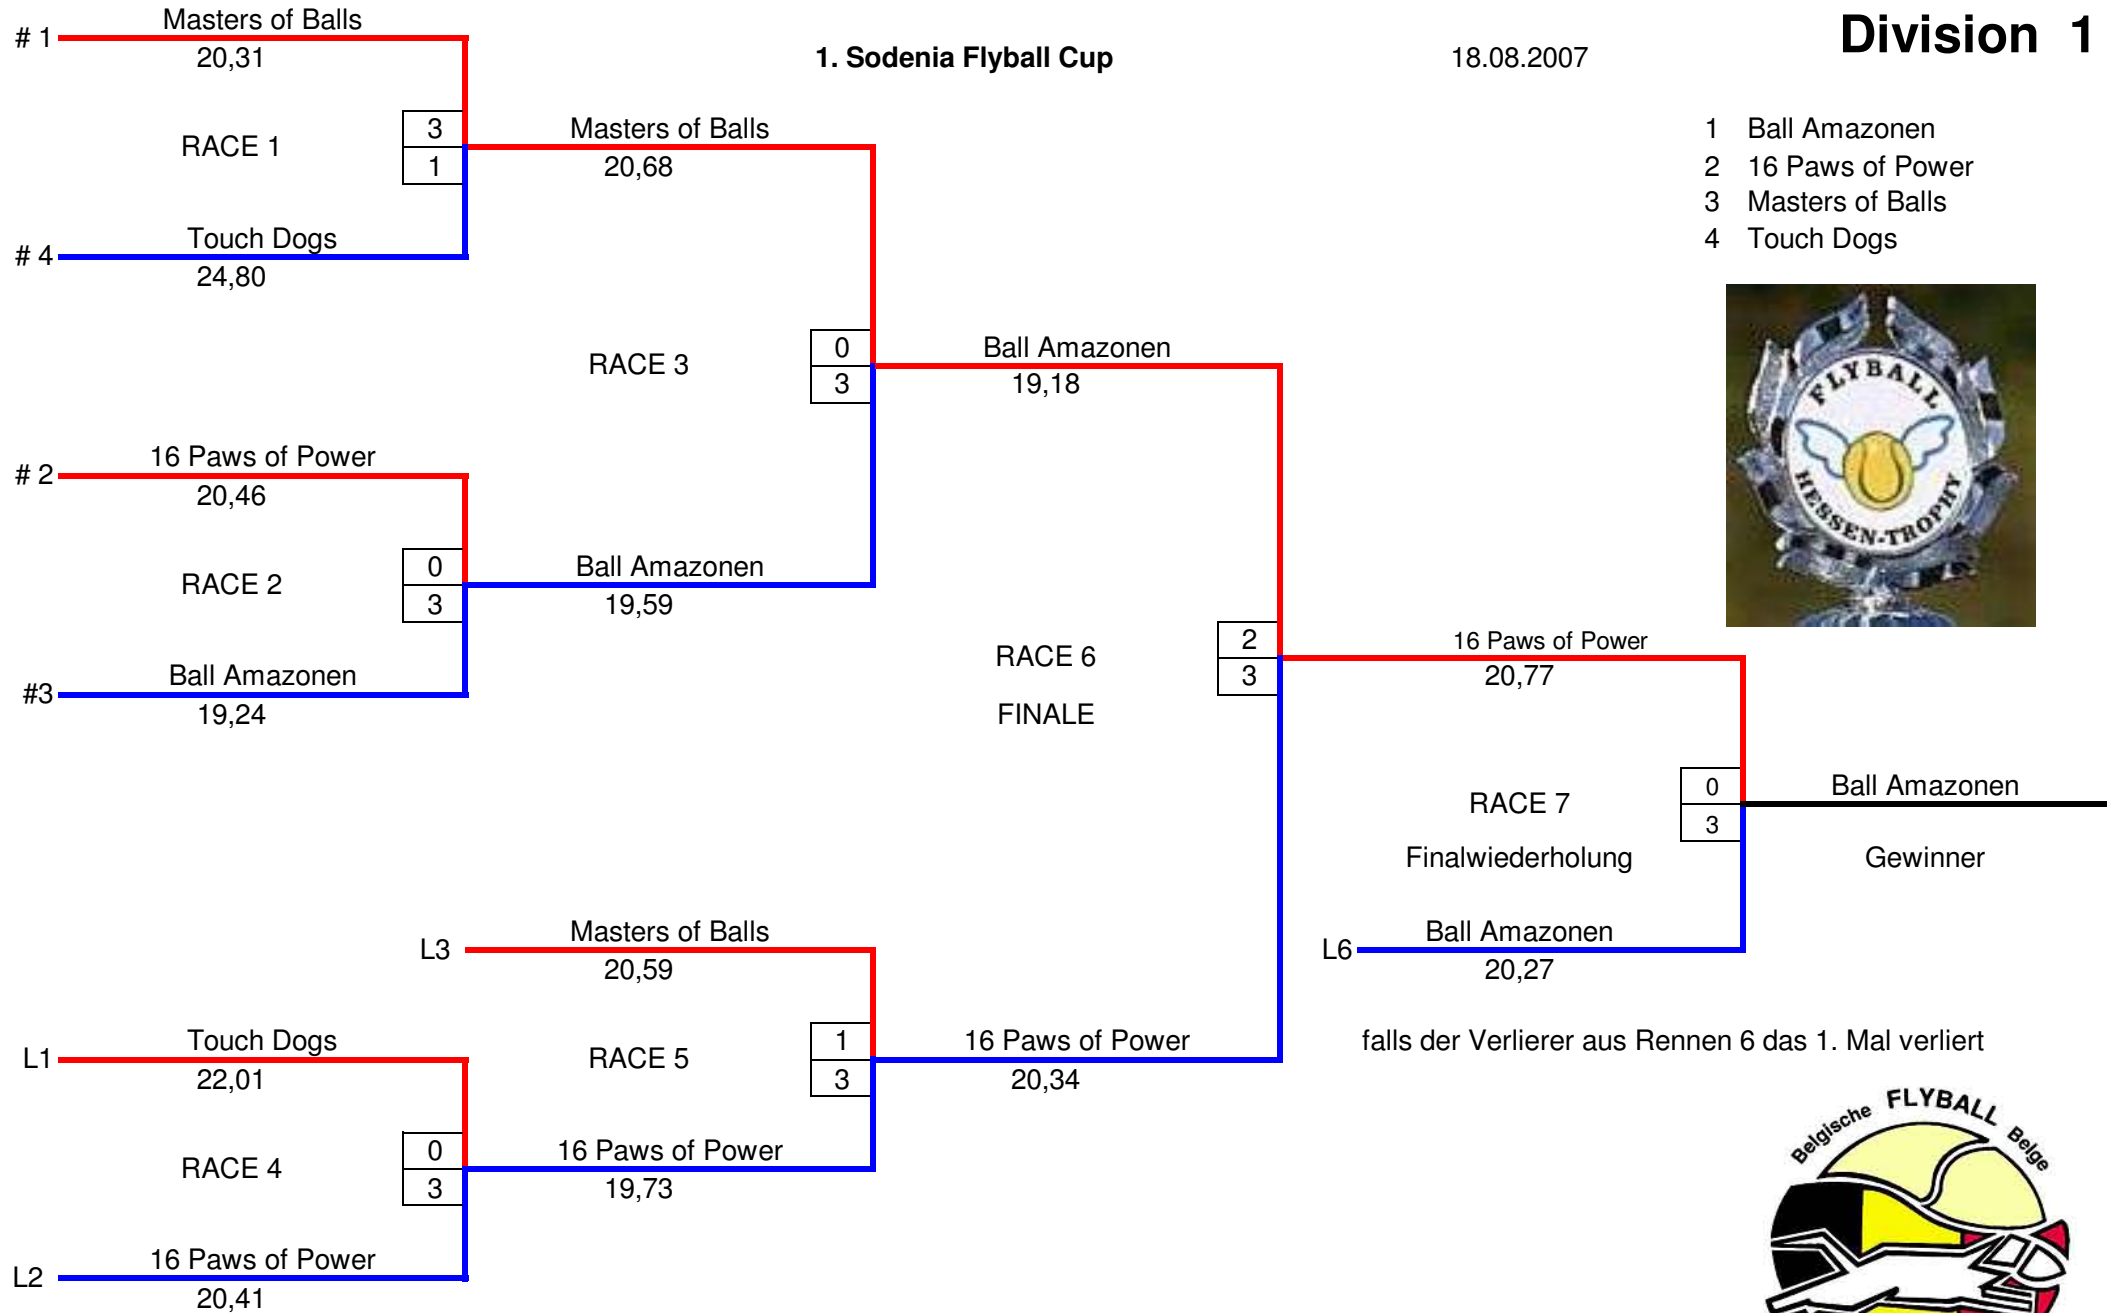 Masters of Balls
# 1
20,31
1. Sodenia Flyball Cup
18.08.2007
Division 1
RACE 1
3
1
Masters of Balls
20,68
1 Ball Amazonen
2 16 Paws of Power
3 Masters of Balls
4 Touch Dogs
Touch Dogs
# 4
24,80
RACE 3
0
3
Ball Amazonen
19,18
FLYBALL
HESSEN-TROPHY
16 Paws of Power
# 2
20,46
RACE 2
0
3
Ball Amazonen
19,59
Ball Amazonen
#3
19,24
RACE 6
2
3
FINALE
16 Paws of Power
20,77
RACE 7
0
3
Finalwiederholung
Ball Amazonen
Gewinner
L3
Masters of Balls
20,59
L6
Ball Amazonen
20,27
Touch Dogs
L1
22,01
RACE 5
1
3
16 Paws of Power
20,34
falls der Verlierer aus Rennen 6 das 1. Mal verliert
RACE 4
0
3
16 Paws of Power
19,73
16 Paws of Power
L2
20,41
Belgische FLYBALL Belge